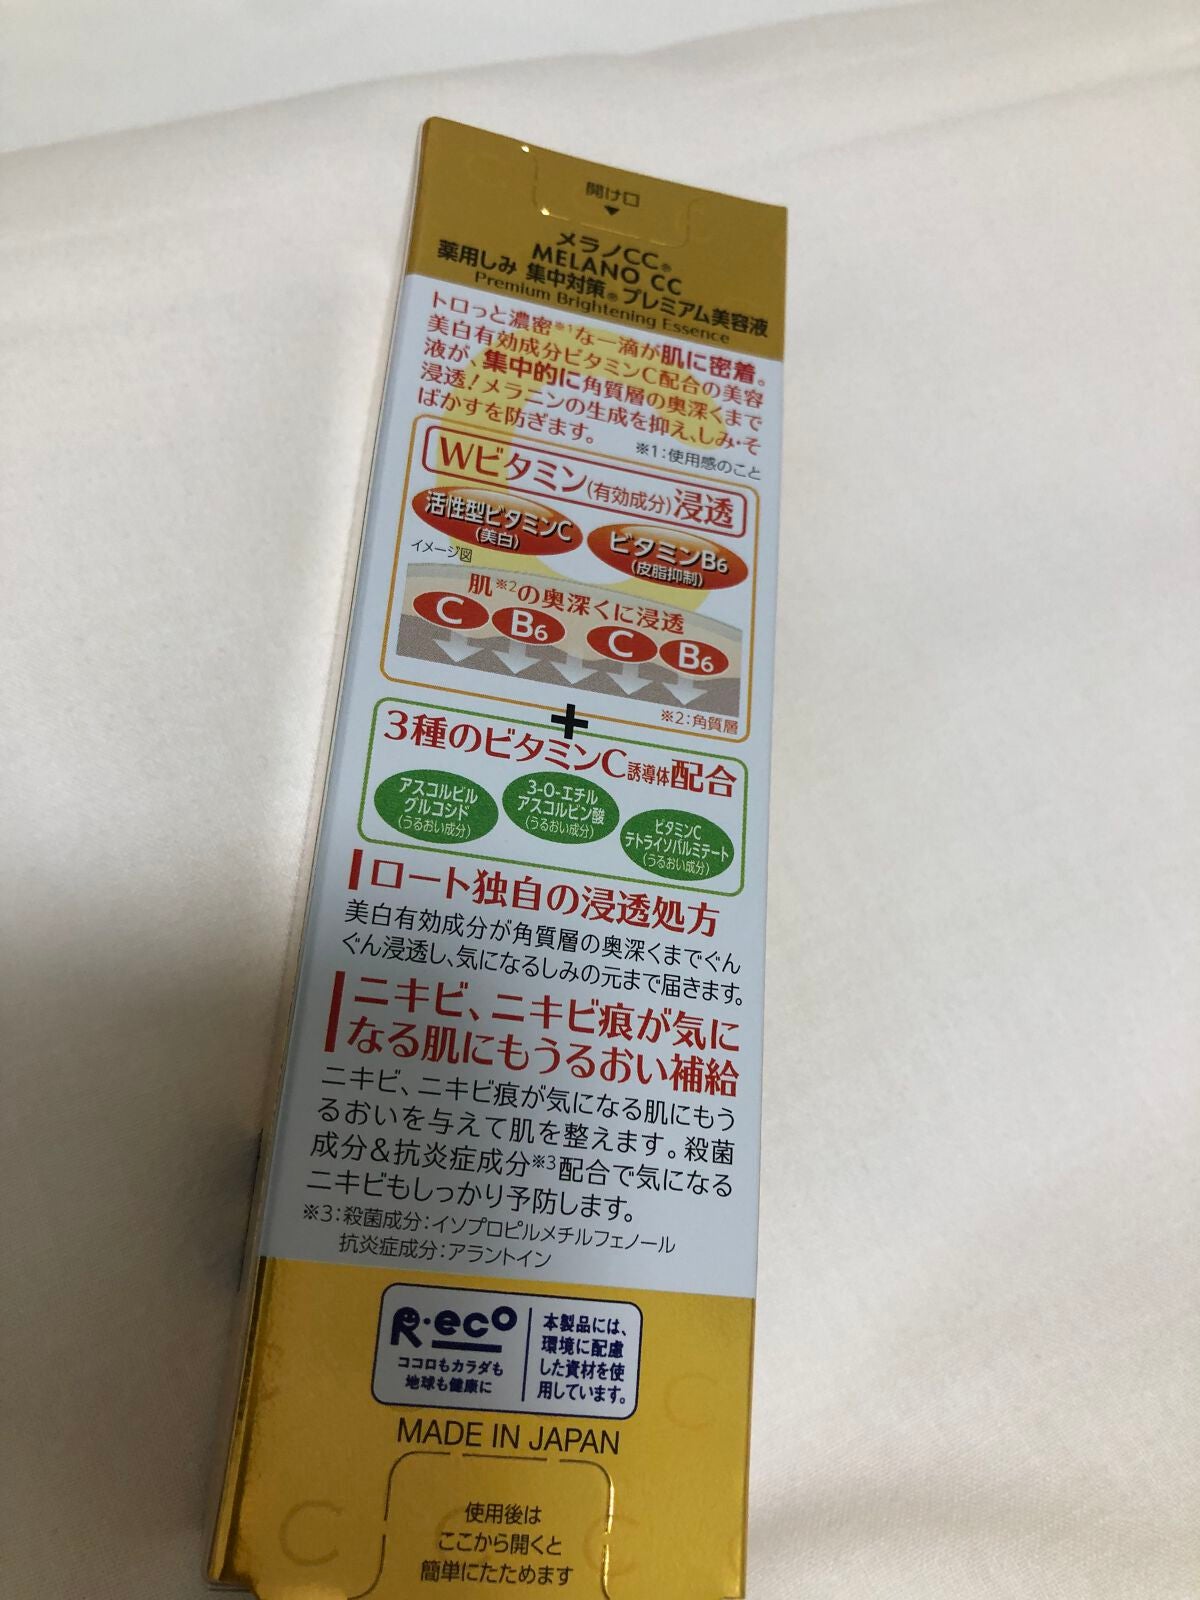 開け口
▼
メラノCC®
MELANO CC
薬用しみ 集中対策® プレミアム美容液
Premium Brightening Essence
トロっと濃密※1な一滴が肌に密着。
美白有効成分ビタミンC配合の美容
液が、集中的に角質層の奥深くまで
浸透!メラニンの生成を抑え、しみ・そ
ばかすを防ぎます。
※1:使用感のこと
Wビタミン(有効成分)浸透
活性型ビタミンC
(美白)
ビタミンB6
(皮脂抑制)
イメージ図
肌※2の奥深くに浸透
C B6 C B6
※2:角質層
+
3種のビタミンC誘導体配合
アスコルビル
グルコシド
(うるおい成分)
3-O-エチル
アスコルビン酸
(うるおい成分)
ビタミンC
テトライソパルミテート
(うるおい成分)
ロート独自の浸透処方
美白有効成分が角質層の奥深くまでぐん
ぐん浸透し、気になるしみの元まで届きます。
ニキビ、ニキビ痕が気に
なる肌にもうるおい補給
ニキビ、ニキビ痕が気になる肌にもう
るおいを与えて肌を整えます。殺菌
成分&抗炎症成分※3配合で気になる
ニキビもしっかり予防します。
※3:殺菌成分:イソプロピルメチルフェノール
抗炎症成分:アラントイン
R・eco
ココロもカラダも
地球も健康に
本製品には、
環境に配慮
した資材を使
用しています。
MADE IN JAPAN
使用後は
ここから開くと
簡単にたためます